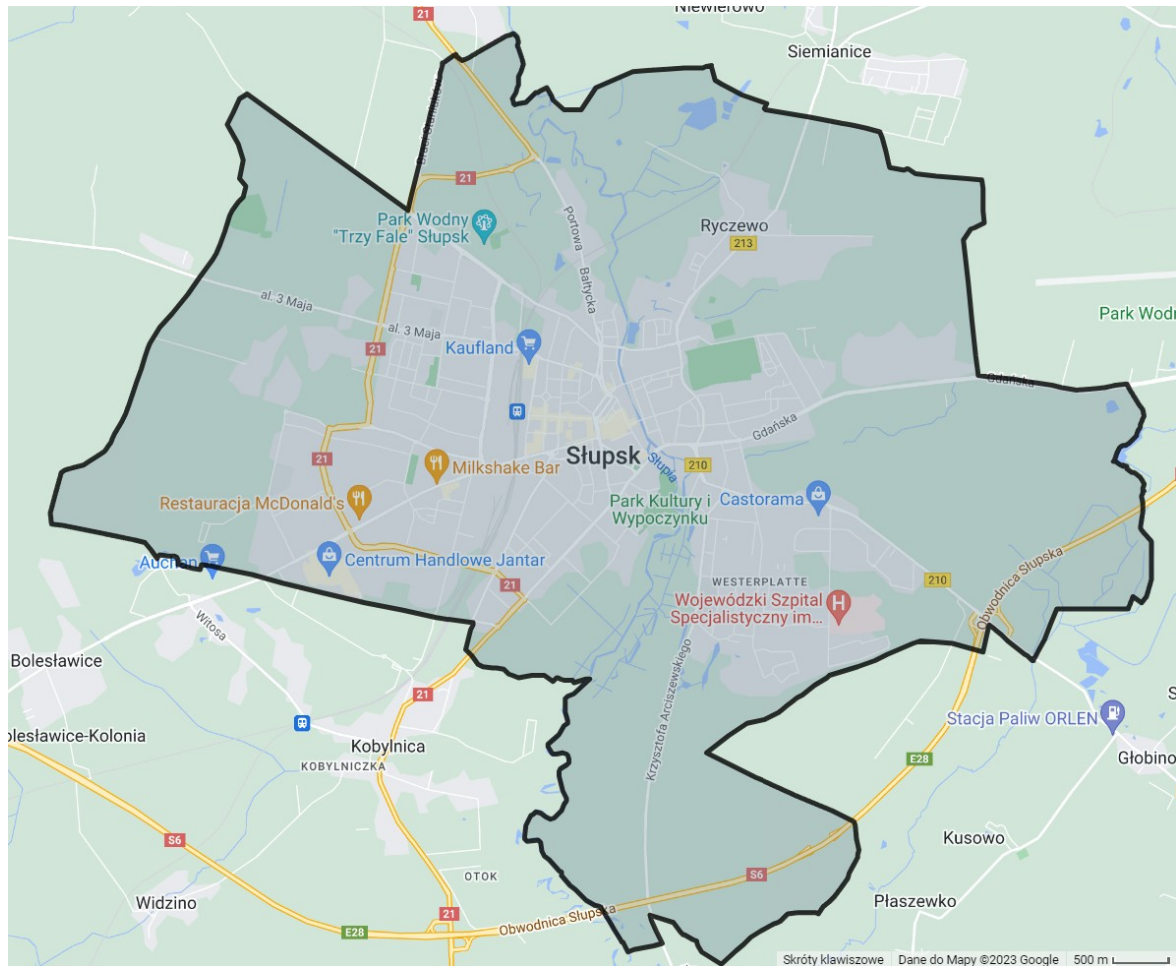 Niewierowo
21
Siemianice
Braci Staniuków
21
Park Wodny
"Trzy Fale" Słupsk
Portowa
Ryczewo
213
Bałtycka
al. 3 Maja
al. 3 Maja
Park Wodn
21
Kaufland
Gdańska
Gdańska
Słupsk
Słupia
21
Milkshake Bar
210
Restauracja McDonald's
Park Kultury i
Wypoczynku
Castorama
Auchan
Centrum Handlowe Jantar
21
WESTERPLATTE
210
Obwodnica Słupska
Wojewódzki Szpital
Specjalistyczny im...
Witosa
Bolesławice
Krzysztofa Arciszewskiego
21
S
Stacja Paliw ORLEN
olesławice-Kolonia
Kobylnica
KOBYLNICZKA
E28
Głobino
S6
Kusowo
OTOK
S6
Widzino
21
Płaszewko
Obwodnica Słupska
E28
Skróty klawiszowe
Dane do Mapy ©2023 Google
500 m